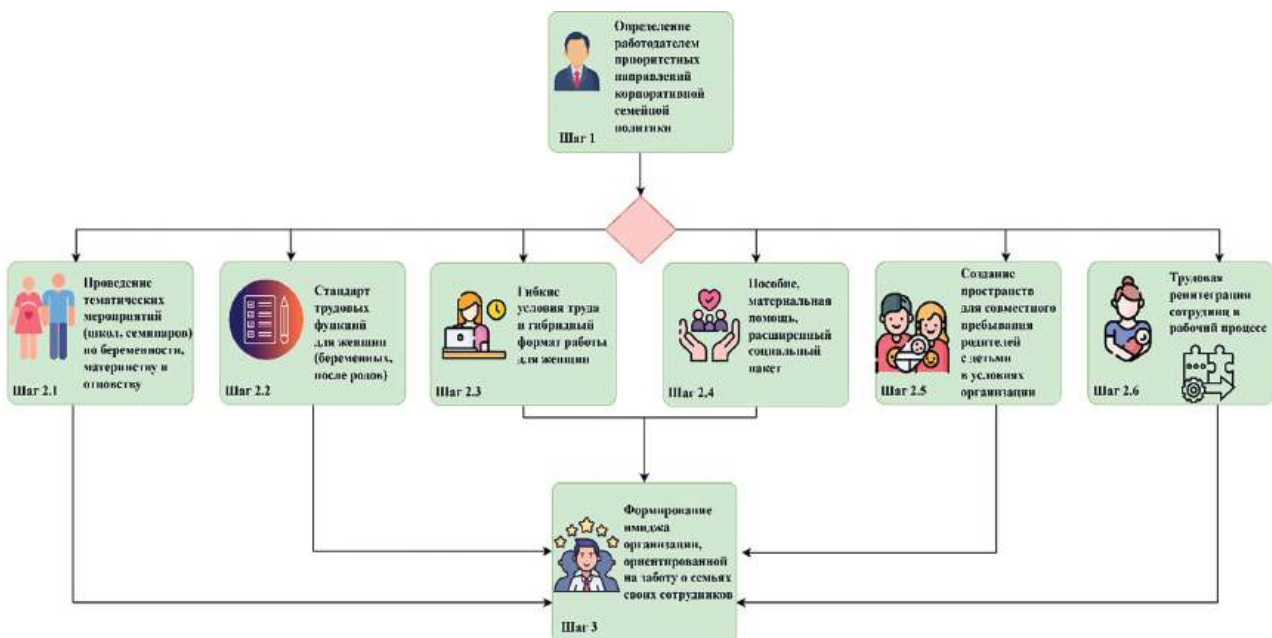 Определение
работодателем
приоритетных
направлений
корпоративной
семейной
политики
Шаг 1
Проведение
тематических
мероприятий
(школ, семинаров)
по беременности,
материнству и
отцовству
Шаг 2.1
Стандарт
трудовых
функций
для женщин
(беременных,
после родов)
Шаг 2.2
Гибкие
условия труда
и гибридный
формат работы
для женщин
Шаг 2.3
Пособие,
материальная
помощь,
расширенный
социальный
пакет
Шаг 2.4
Создание
пространств
для совместного
пребывания
родителей
с детьми
в условиях
организации
Шаг 2.5
Трудовая
реинтеграция
сотрудниц в
рабочий процесс
Шаг 2.6
Формирование
имиджа
организации,
ориентированной
на заботу о семьях
своих сотрудников
Шаг 3